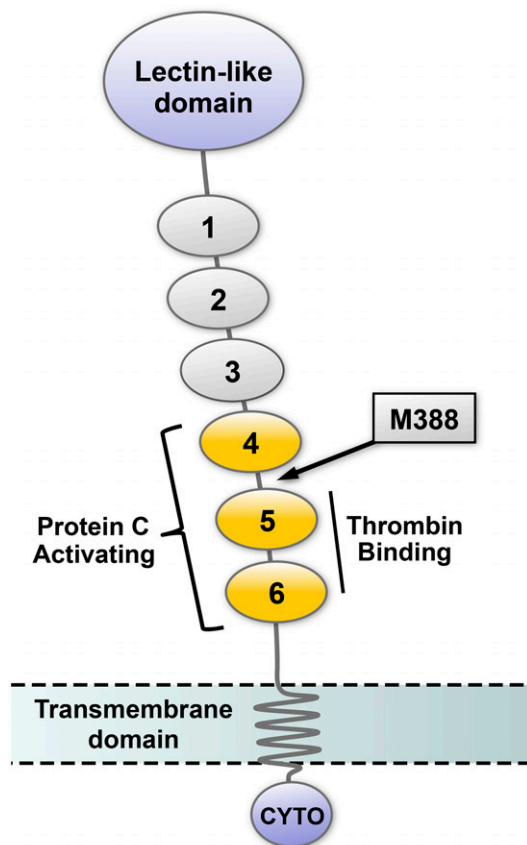 Lectin-like
domain
1
2
3
M388
4
Protein C
Activating
5
Thrombin
Binding
6
Transmembrane
domain
CYTO